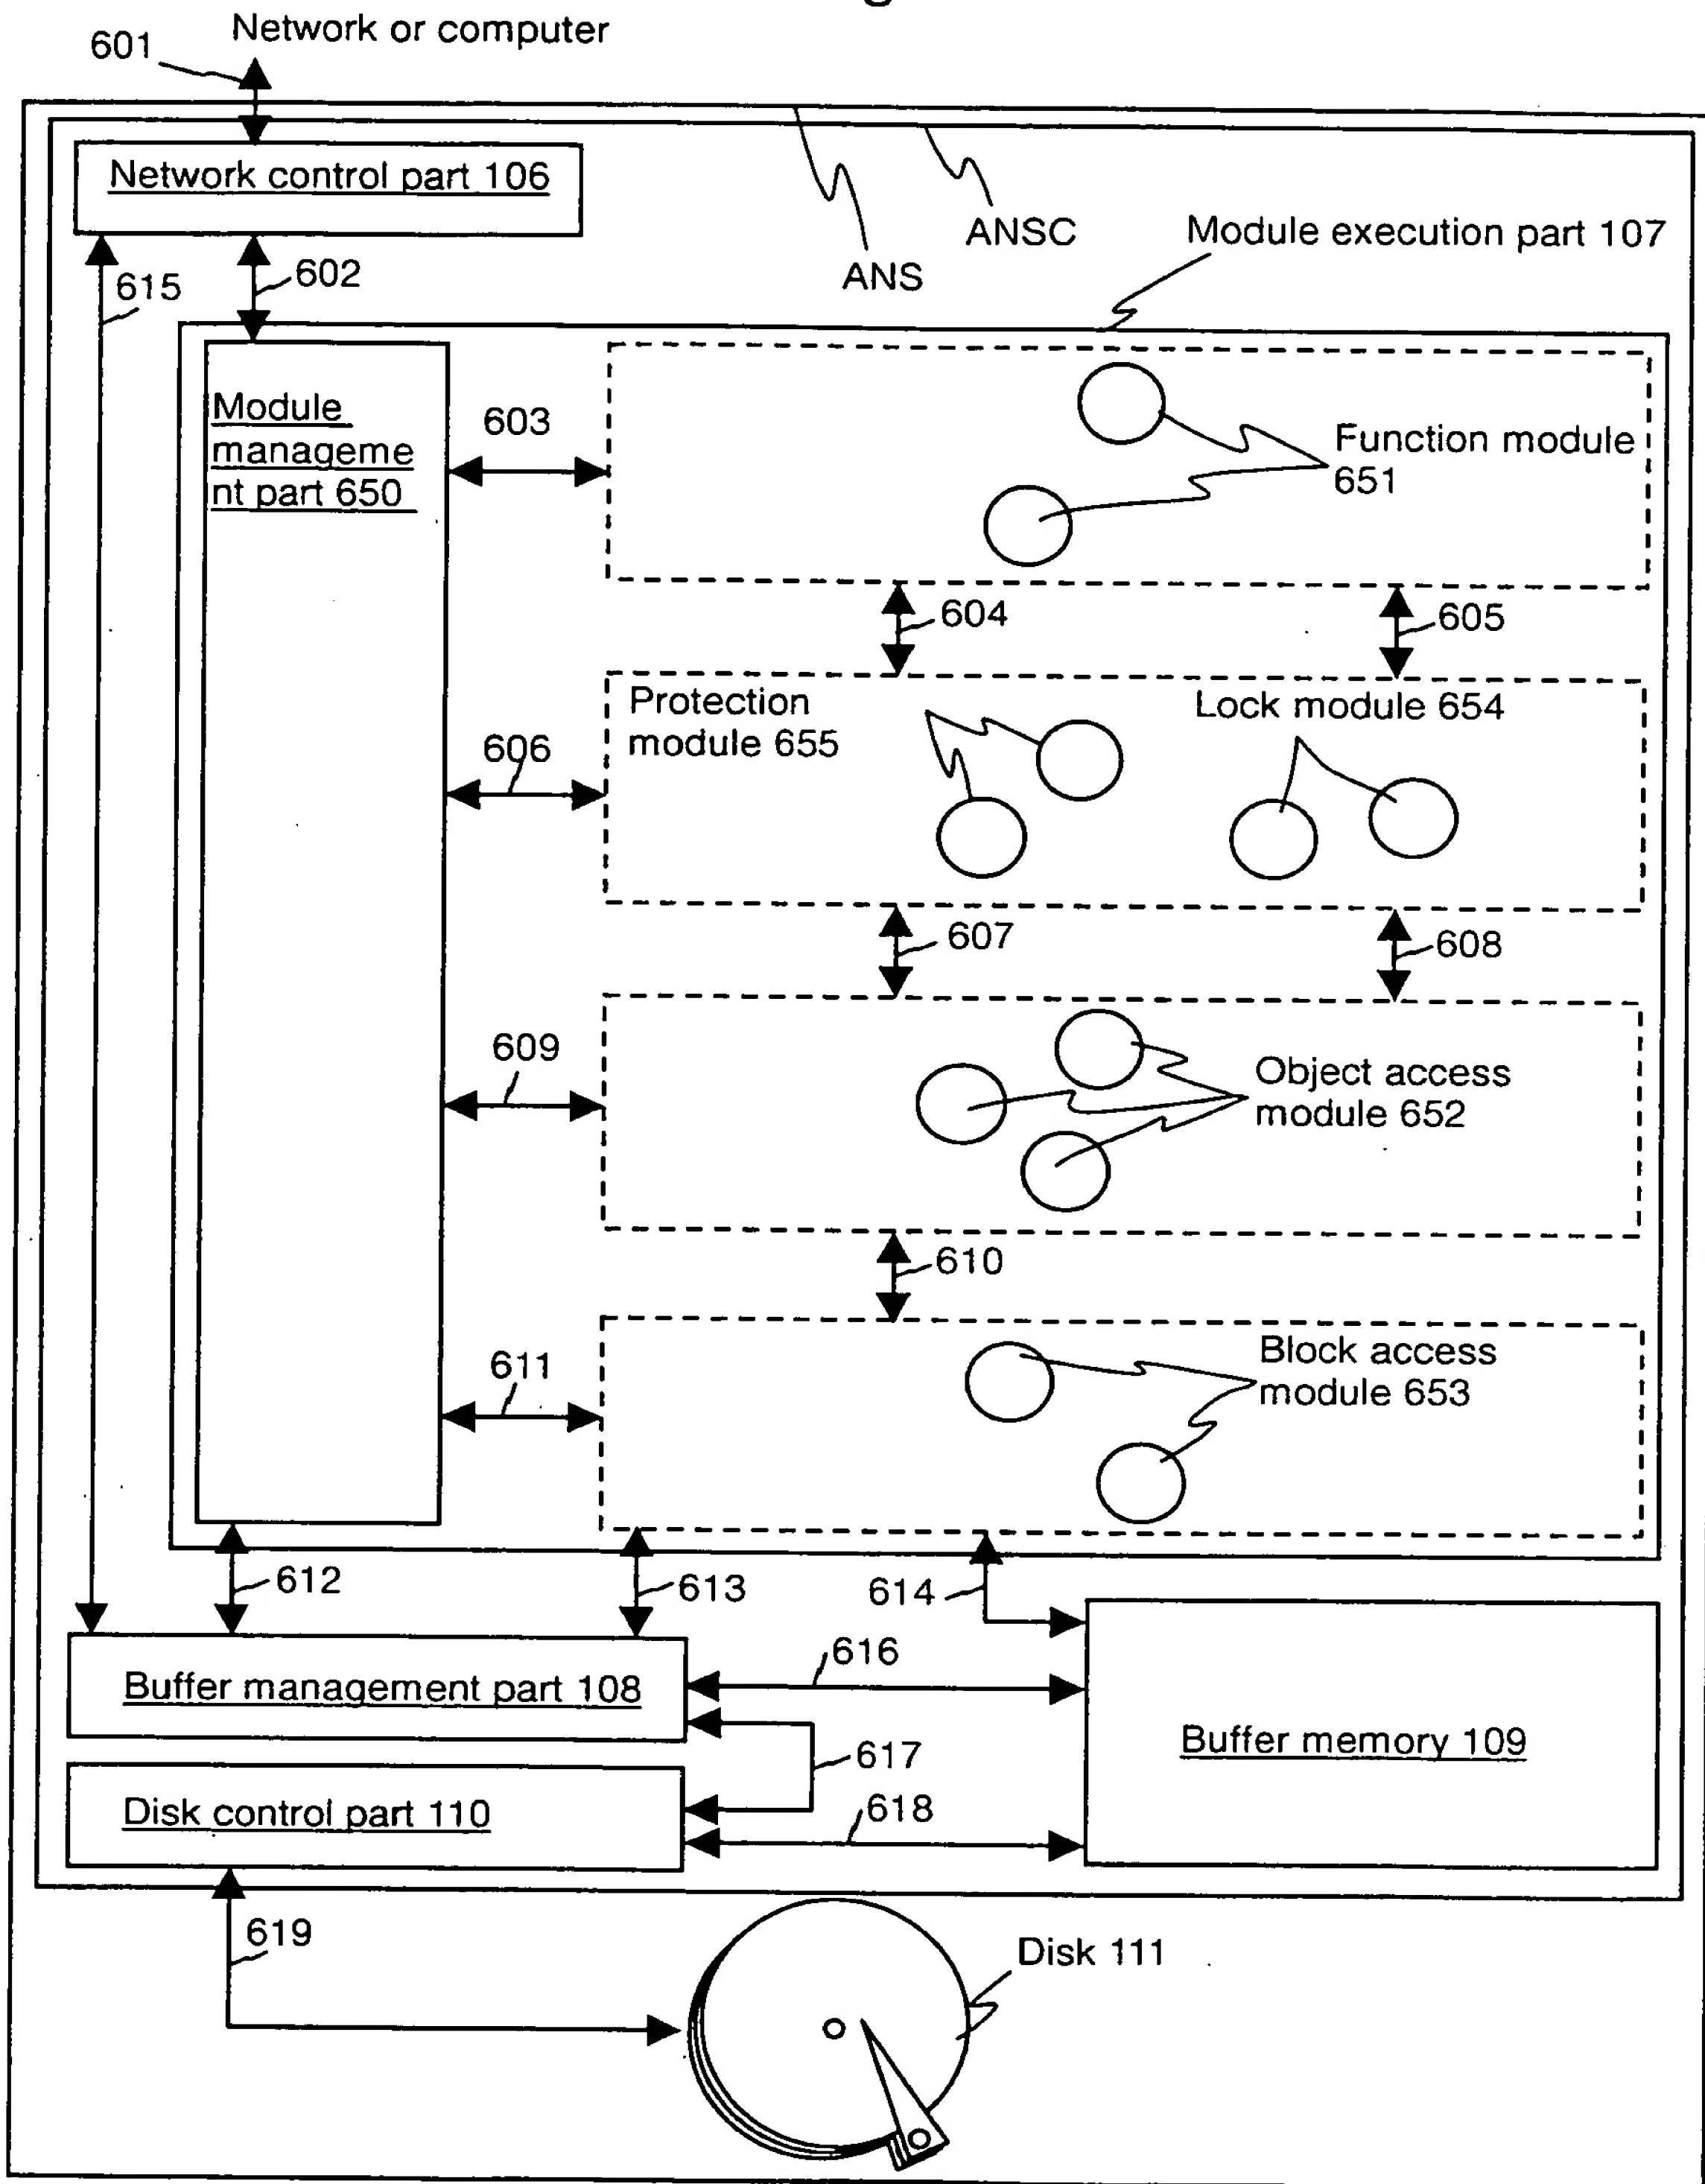 Network or computer
601
Network control part 106
ANSC
Module execution part 107
ANS
602
615
Module
manageme
nt part 650
603
Function module
651
604
605
Protection
module 655
Lock module 654
606
607
608
609
Object access
module 652
610
611
Block access
module 653
612
613
614
616
Buffer management part 108
617
Buffer memory 109
Disk control part 110
618
619
Disk 111